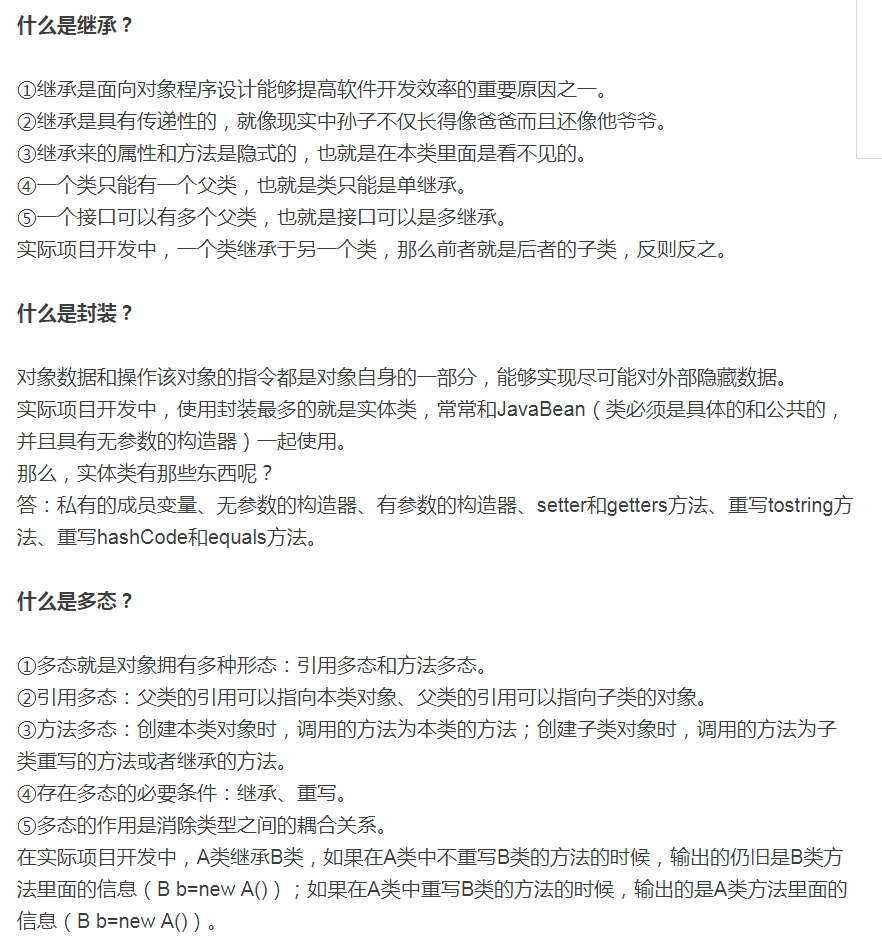 什么是继承？
①继承是面向对象程序设计能够提高软件开发效率的重要原因之一。
②继承是具有传递性的，就像现实中孙子不仅长得像爸爸而且还像他爷爷。
③继承来的属性和方法是隐式的，也就是在本类里面是看不见的。
④一个类只能有一个父类，也就是类只能是单继承。
⑤一个接口可以有多个父类，也就是接口可以是多继承。
实际项目开发中，一个类继承于另一个类，那么前者就是后者的子类，反则反之。
什么是封装？
对象数据和操作该对象的指令都是对象自身的一部分，能够实现尽可能对外部隐藏数据。
实际项目开发中，使用封装最多的就是实体类，常常和JavaBean（类必须是具体的和公共的，
并且具有无参数的构造器）一起使用。
那么，实体类有那些东西呢？
答：私有的成员变量、无参数的构造器、有参数的构造器、setter和getters方法、重写tostring方
法、重写hashCode和equals方法。
什么是多态？
①多态就是对象拥有多种形态：引用多态和方法多态。
②引用多态：父类的引用可以指向本类对象、父类的引用可以指向子类的对象。
③方法多态：创建本类对象时，调用的方法为本类的方法；创建子类对象时，调用的方法为子
类重写的方法或者继承的方法。
④存在多态的必要条件：继承、重写。
⑤多态的作用是消除类型之间的耦合关系。
在实际项目开发中，A类继承B类，如果在A类中不重写B类的方法的时候，输出的仍旧是B类方
法里面的信息（B b=new A()）；如果在A类中重写B类的方法的时候，输出的是A类方法里面的
信息（B b=new A()）。